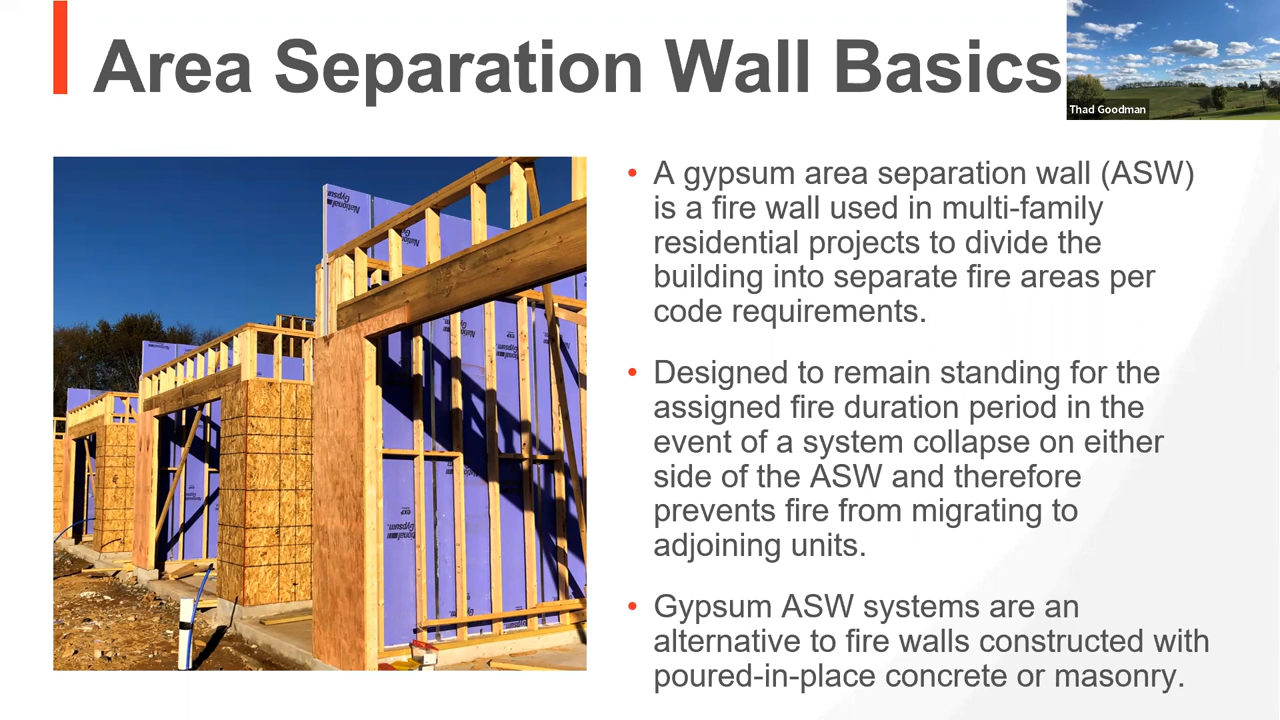 Area Separation Wall Basics
Thad Goodman
National
Gypsum
National
Gypsum
• A gypsum area separation wall (ASW)
is a fire wall used in multi-family
residential projects to divide the
building into separate fire areas per
code requirements.
• Designed to remain standing for the
assigned fire duration period in the
event of a system collapse on either
side of the ASW and therefore
prevents fire from migrating to
adjoining units.
• Gypsum ASW systems are an
alternative to fire walls constructed with
poured-in-place concrete or masonry.